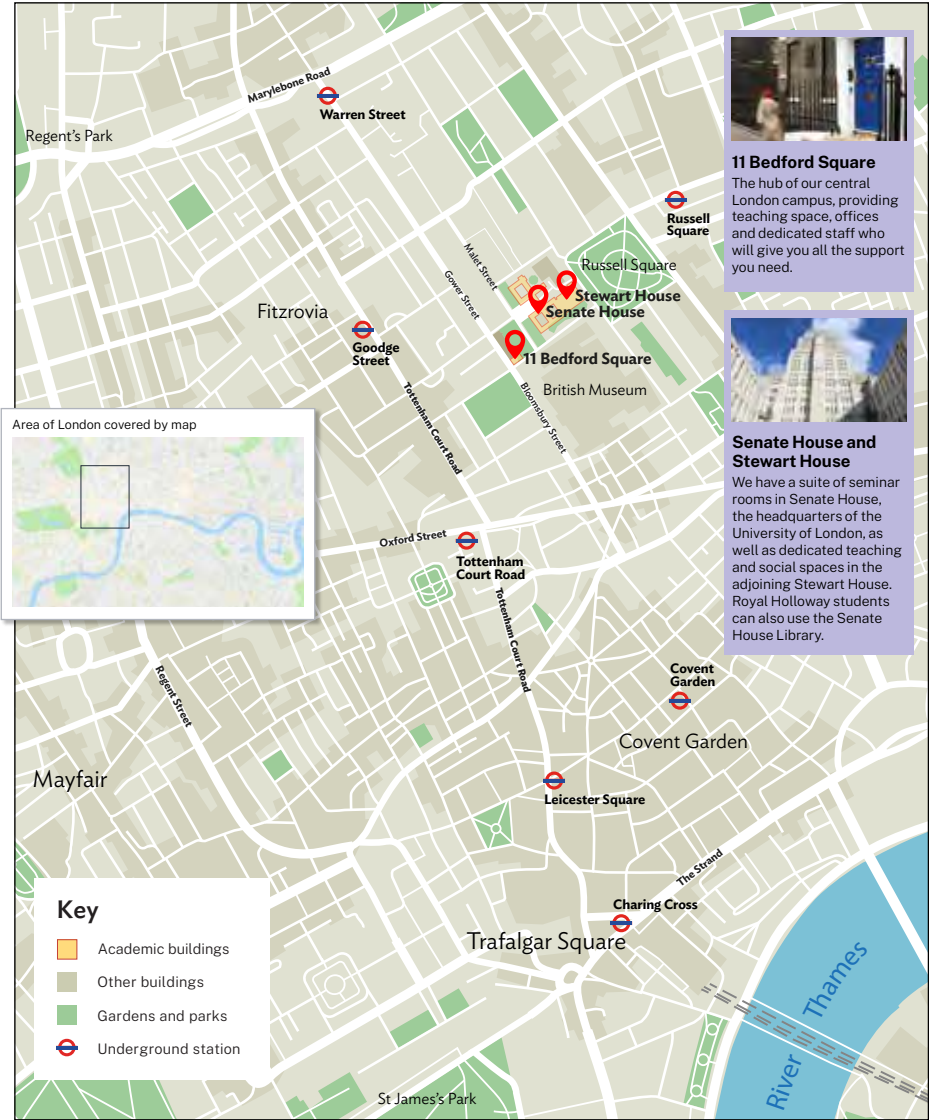 Marylebone Road
Warren Street
Regent's Park
Russell
Square
Malet Street
Gower Street
Russell Square
Stewart House
Senate House
Fitzrovia
Goodge
Street
11 Bedford Square
British Museum
Tottenham Court Road
Bloomsbury Street
Area of London covered by map
Oxford Street
Tottenham
Court Road
Tottenham Court Road
Regent Street
Covent
Garden
Covent Garden
Mayfair
Leicester Square
The Strand
Charing Cross
Trafalgar Square
River Thames
St James's Park
Key
Academic buildings
Other buildings
Gardens and parks
Underground station
11 Bedford Square
The hub of our central
London campus, providing
teaching space, offices
and dedicated staff who
will give you all the support
you need.
Senate House and
Stewart House
We have a suite of seminar
rooms in Senate House,
the headquarters of the
University of London, as
well as dedicated teaching
and social spaces in the
adjoining Stewart House.
Royal Holloway students
can also use the Senate
House Library.